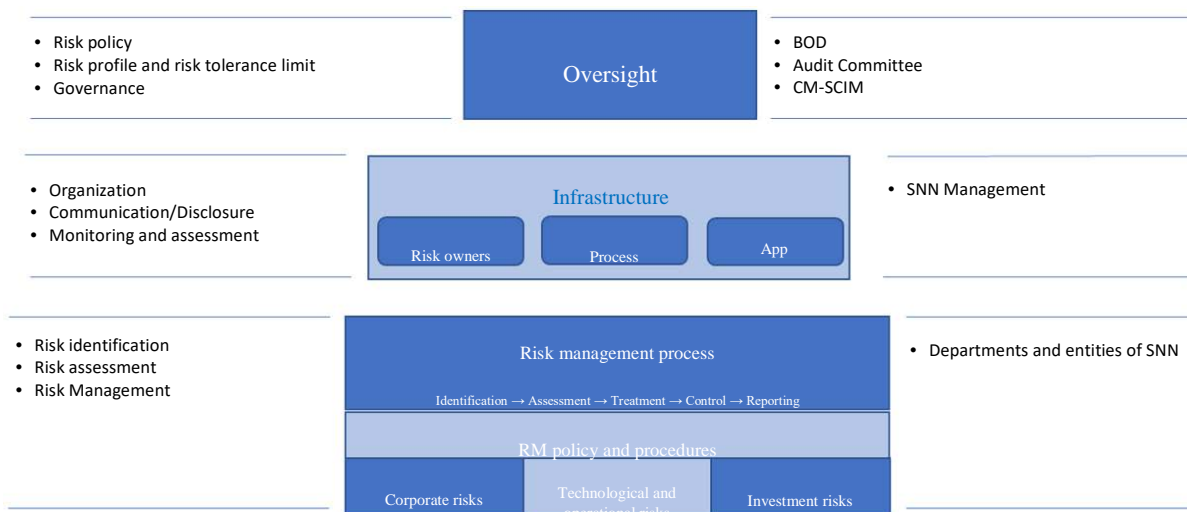 • Risk policy
• Risk profile and risk tolerance limit
• Governance
Oversight
• BOD
• Audit Committee
• CM-SCIM
• Organization
• Communication/Disclosure
• Monitoring and assessment
Infrastructure
Risk owners
Process
App
• SNN Management
• Risk identification
• Risk assessment
• Risk Management
Risk management process
Identification → Assessment → Treatment → Control → Reporting
• Departments and entities of SNN
RM policy and procedures
Corporate risks
Technological and
operational risks
Investment risks